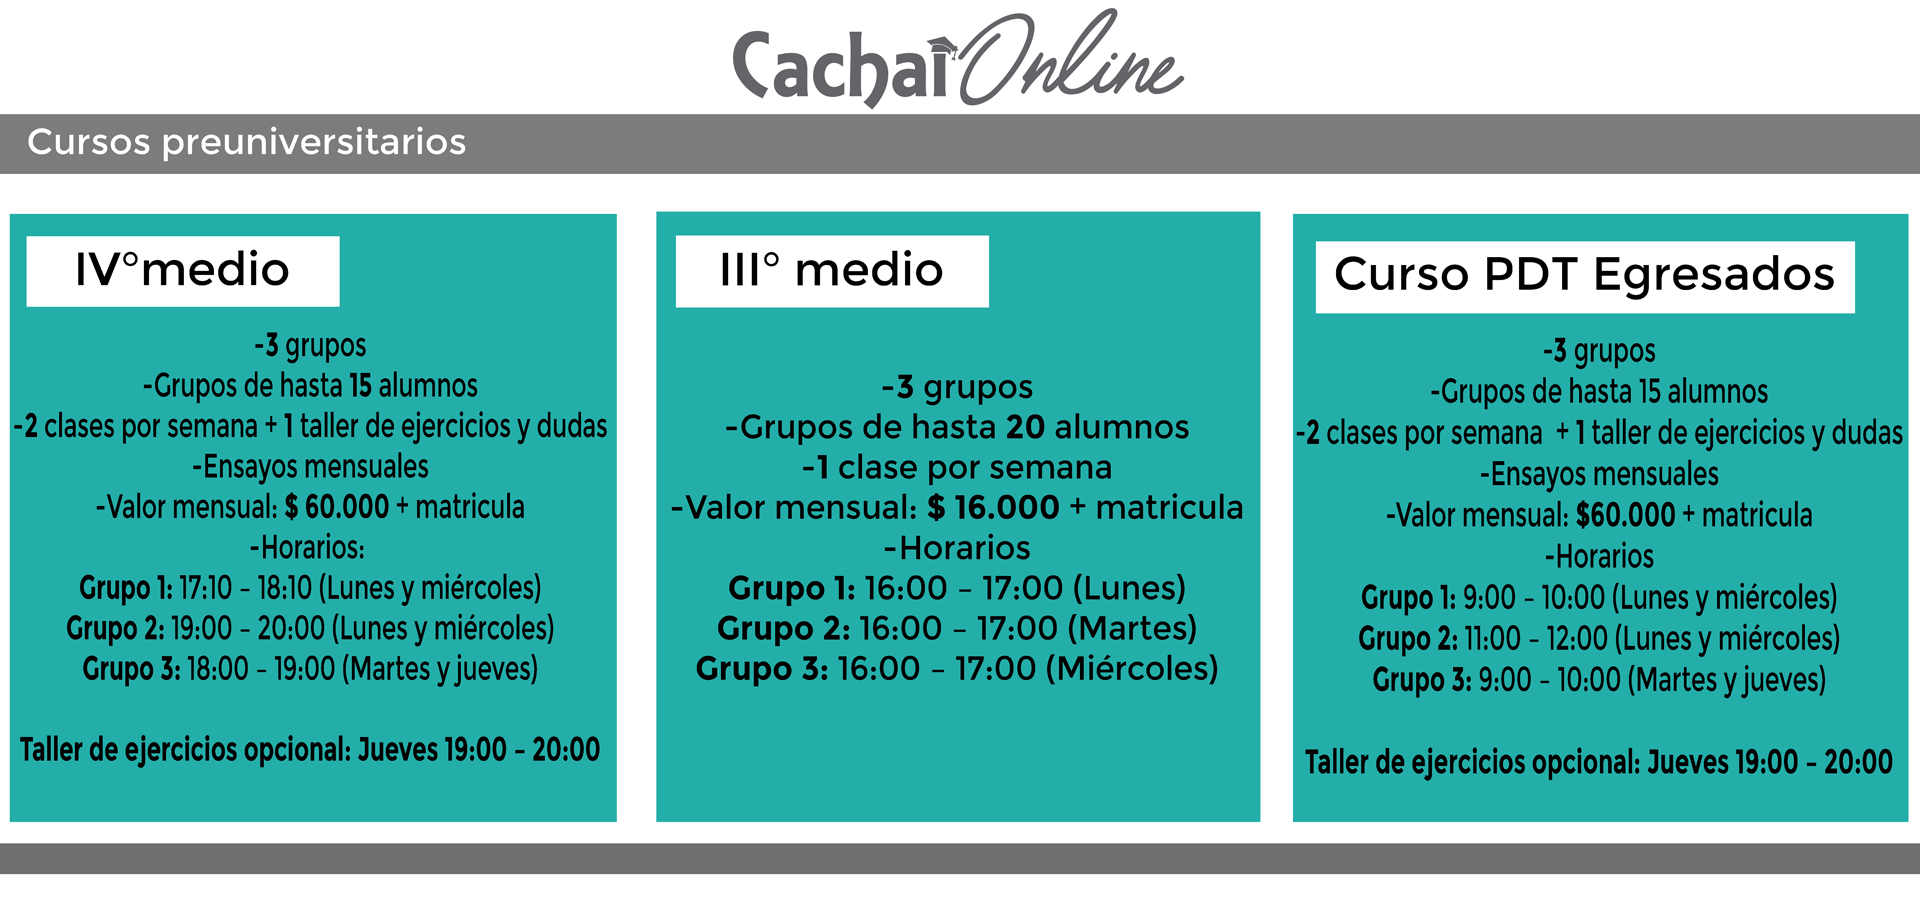 Cachai Online
Cursos preuniversitarios
IV°medio
-3 grupos
-Grupos de hasta 15 alumnos
-2 clases por semana + 1 taller de ejercicios y dudas
-Ensayos mensuales
-Valor mensual: $ 60.000 + matricula
-Horarios:
Grupo 1: 17:10 – 18:10 (Lunes y miércoles)
Grupo 2: 19:00 – 20:00 (Lunes y miércoles)
Grupo 3: 18:00 – 19:00 (Martes y jueves)
Taller de ejercicios opcional: Jueves 19:00 – 20:00
III° medio
-3 grupos
-Grupos de hasta 20 alumnos
-1 clase por semana
-Valor mensual: $ 16.000 + matricula
-Horarios
Grupo 1: 16:00 – 17:00 (Lunes)
Grupo 2: 16:00 – 17:00 (Martes)
Grupo 3: 16:00 – 17:00 (Miércoles)
Curso PDT Egresados
-3 grupos
-Grupos de hasta 15 alumnos
-2 clases por semana + 1 taller de ejercicios y dudas
-Ensayos mensuales
-Valor mensual: $60.000 + matricula
-Horarios
Grupo 1: 9:00 – 10:00 (Lunes y miércoles)
Grupo 2: 11:00 – 12:00 (Lunes y miércoles)
Grupo 3: 9:00 – 10:00 (Martes y jueves)
Taller de ejercicios opcional: Jueves 19:00 – 20:00